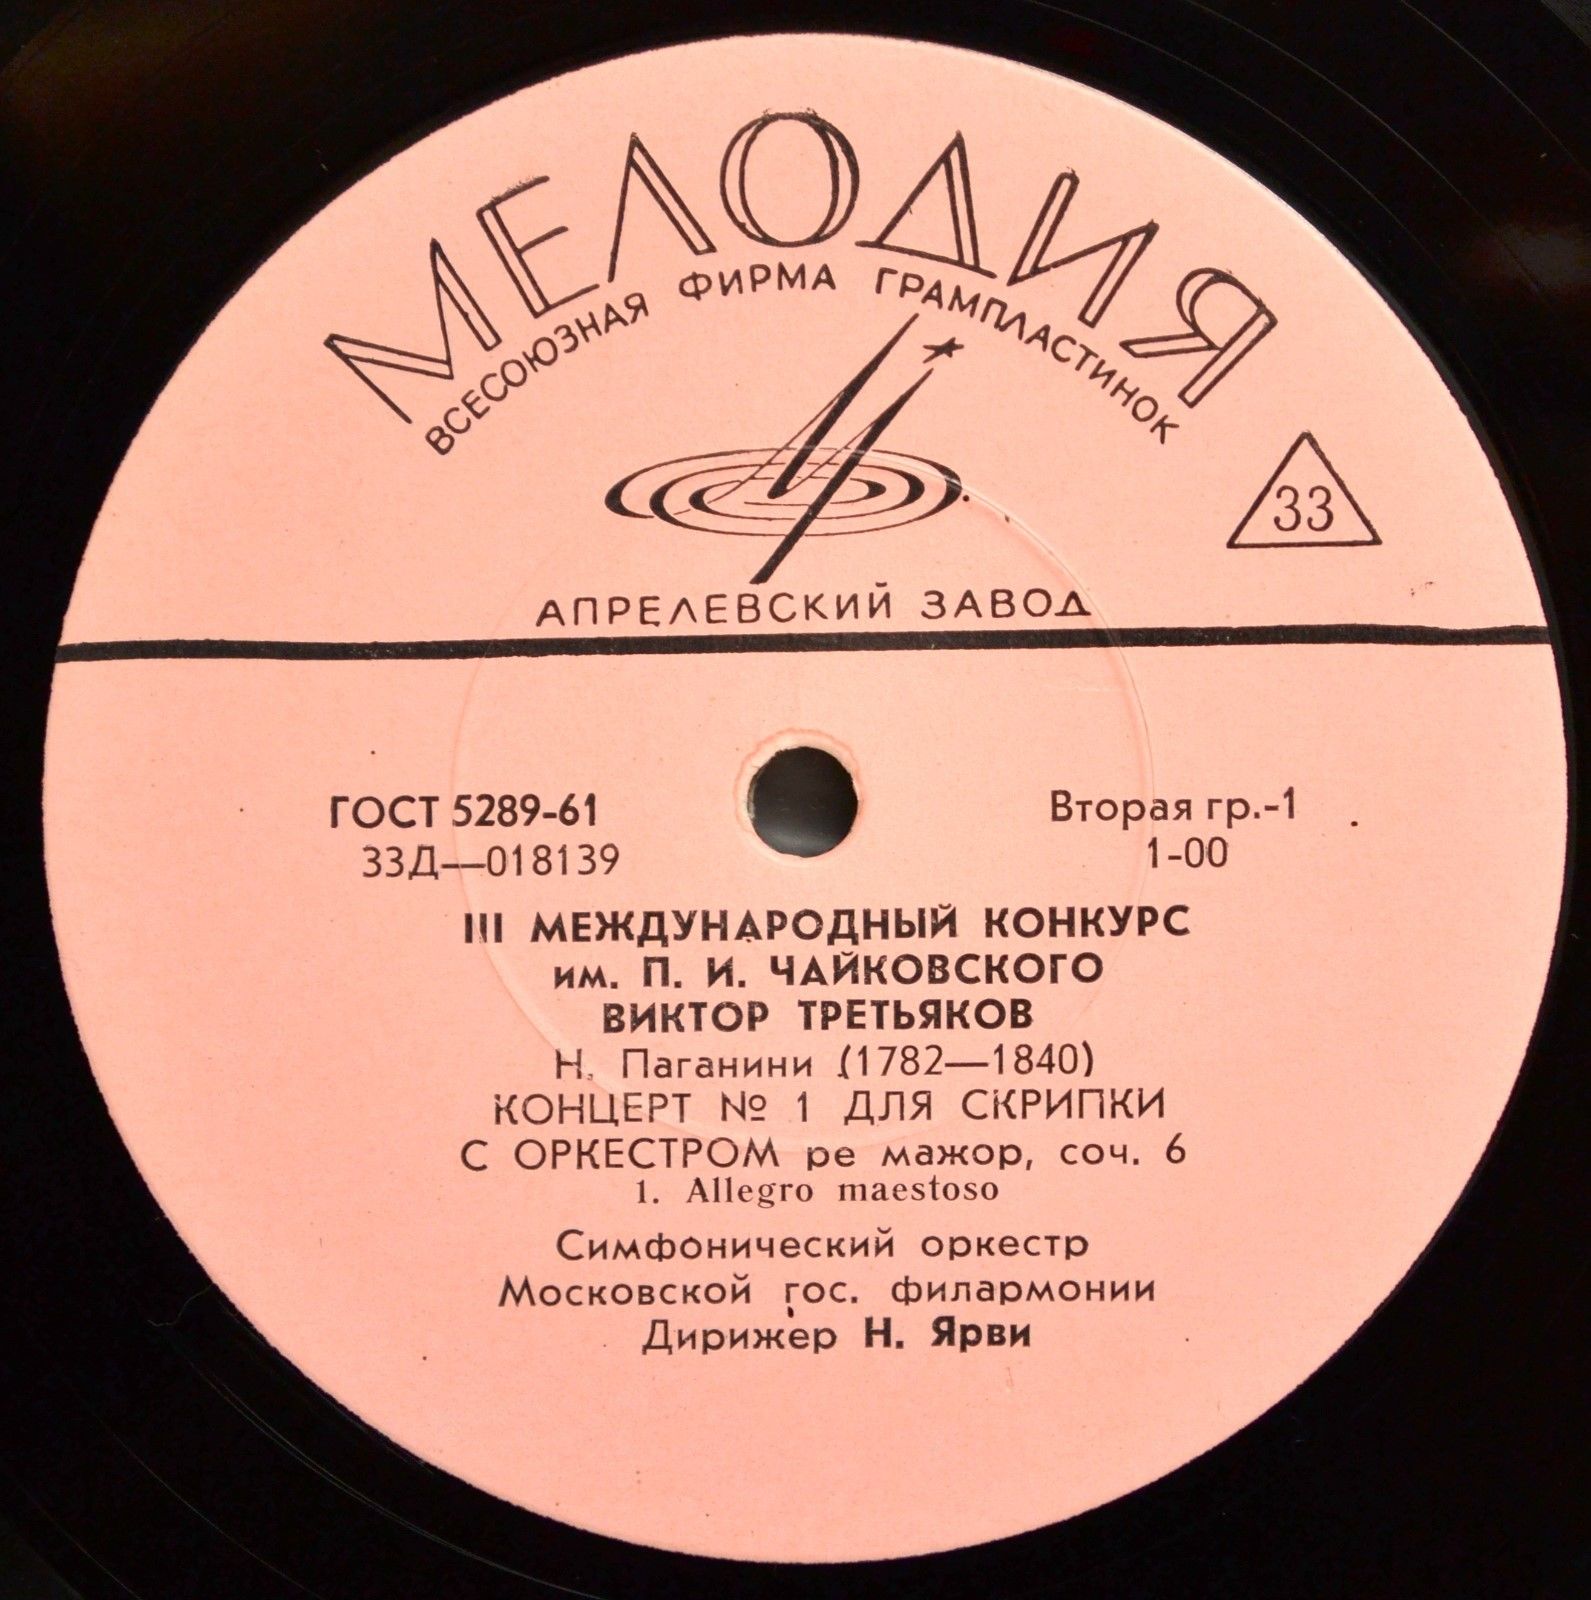 МЕЛОДИЯ
ВСЕСОЮЗНАЯ ФИРМА ГРАМПЛАСТИНОК
33
АПРЕЛЕВСКИЙ ЗАВОД
ГОСТ 5289-61
Вторая гр.-1
33Д—018139
1-00
III МЕЖДУНАРОДНЫЙ КОНКУРС
им. П. И. ЧАЙКОВСКОГО
ВИКТОР ТРЕТЬЯКОВ
Н. Паганини (1782—1840)
КОНЦЕРТ № 1 ДЛЯ СКРИПКИ
С ОРКЕСТРОМ ре мажор, соч. 6
1. Allegro maestoso
Симфонический оркестр
Московской гос. филармонии
Дирижер Н. Ярви